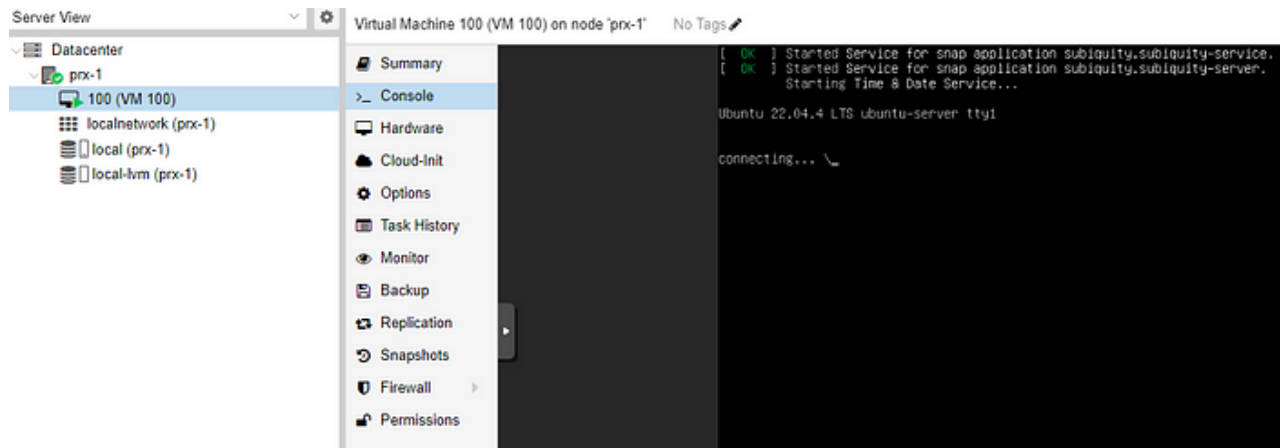 Server View
Datacenter
prx-1
100 (VM 100)
localnetwork (prx-1)
local (prx-1)
local-lvm (prx-1)
Virtual Machine 100 (VM 100) on node 'prx-1' No Tags
Summary
>_ Console
Hardware
Cloud-Init
Options
Task History
Monitor
Backup
Replication
Snapshots
Firewall
Permissions
[  OK  ] Started Service for snap application subiquity.subiquity-service.
[  OK  ] Started Service for snap application subiquity.subiquity-server.
Starting Time & Date Service...
Ubuntu 22.04.4 LTS ubuntu-server tty1
connecting... \_